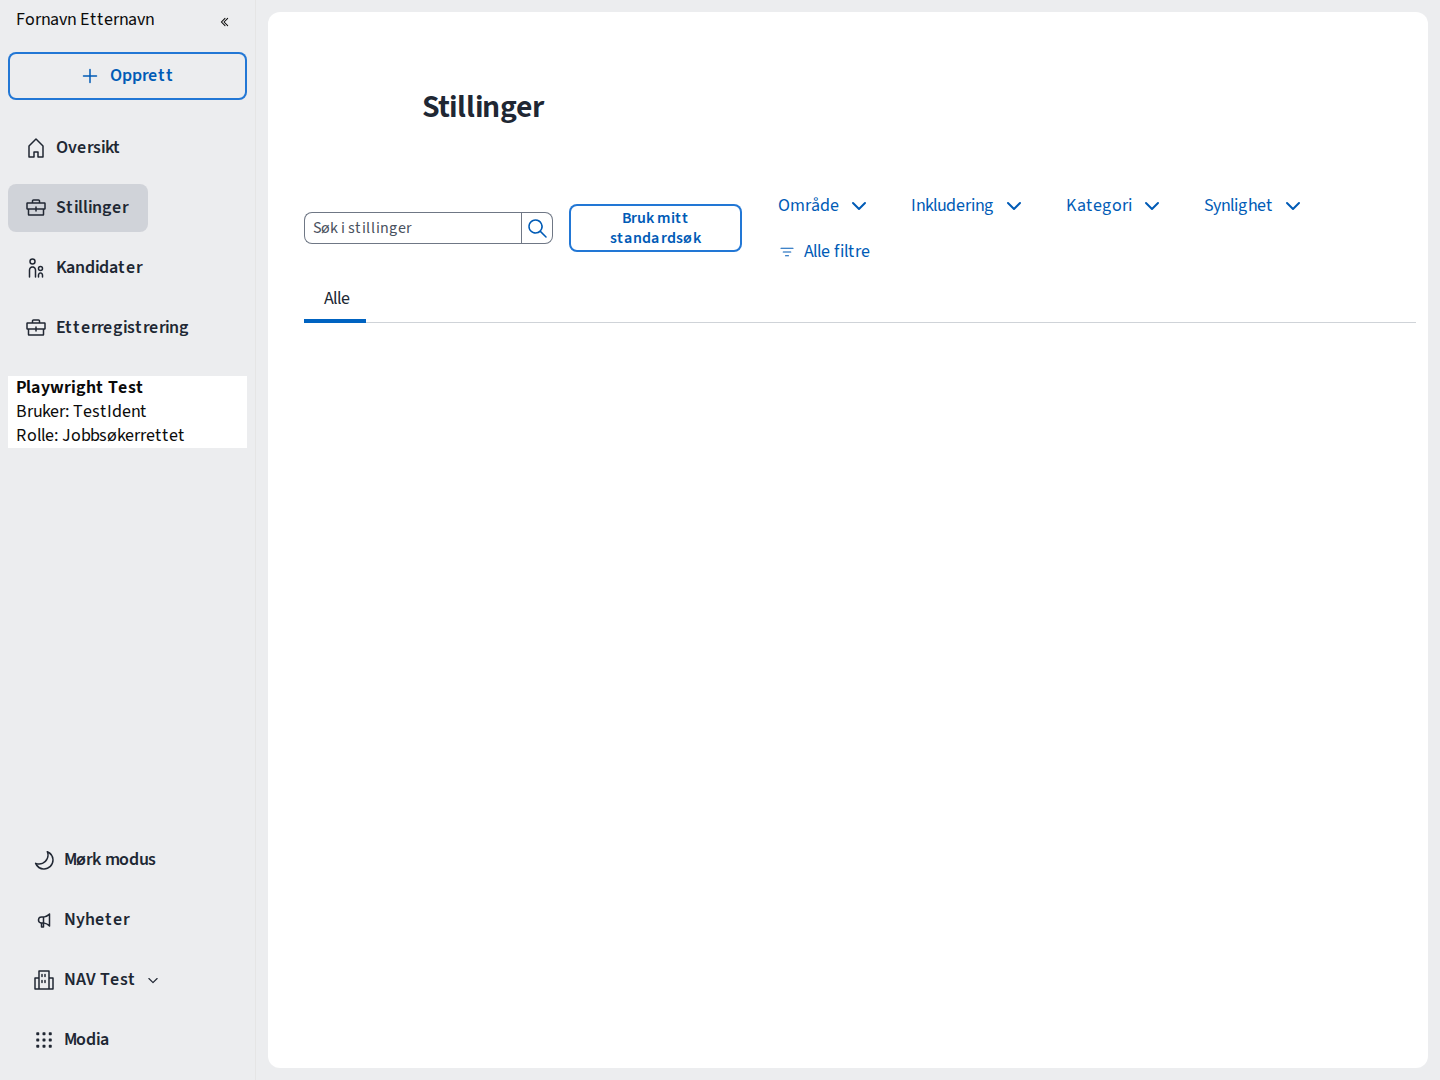 Fornavn Etternavn
Opprett
Oversikt
Stillinger
Kandidater
Etterregistrering
Playwright Test
Bruker: TestIdent
Rolle: Jobbsøkerrettet
Mørk modus
Nyheter
NAV Test
Modia
Stillinger
Søk i stillinger
Bruk mitt
standardsøk
Område
Inkludering
Kategori
Synlighet
Alle filtre
Alle